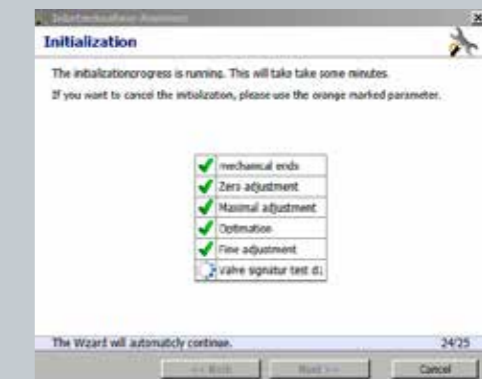 Initialization
The initializationprogress is running. This will take take some minutes.
If you want to cancel the initialization, please use the orange marked parameter.
mechanical ends
Zero adjustment
Maximal adjustment
Optimation
Fine adjustment
Valve signatur test
The Wizard will automaticly continue. 24/25
<< Back Next >> Cancel